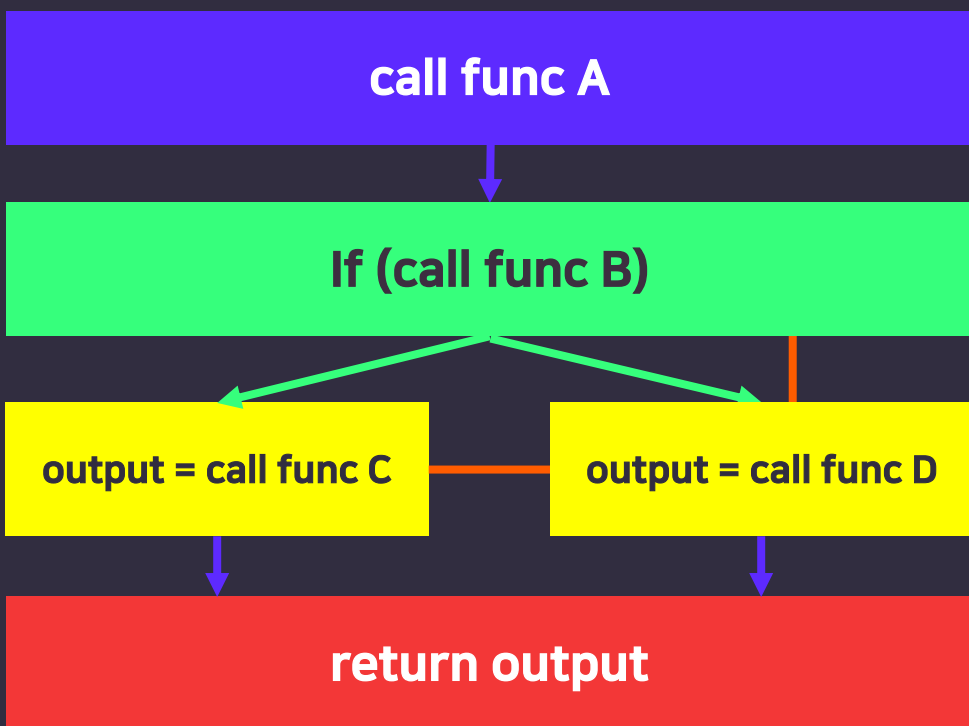 call func A
If (call func B)
output = call func C
output = call func D
return output